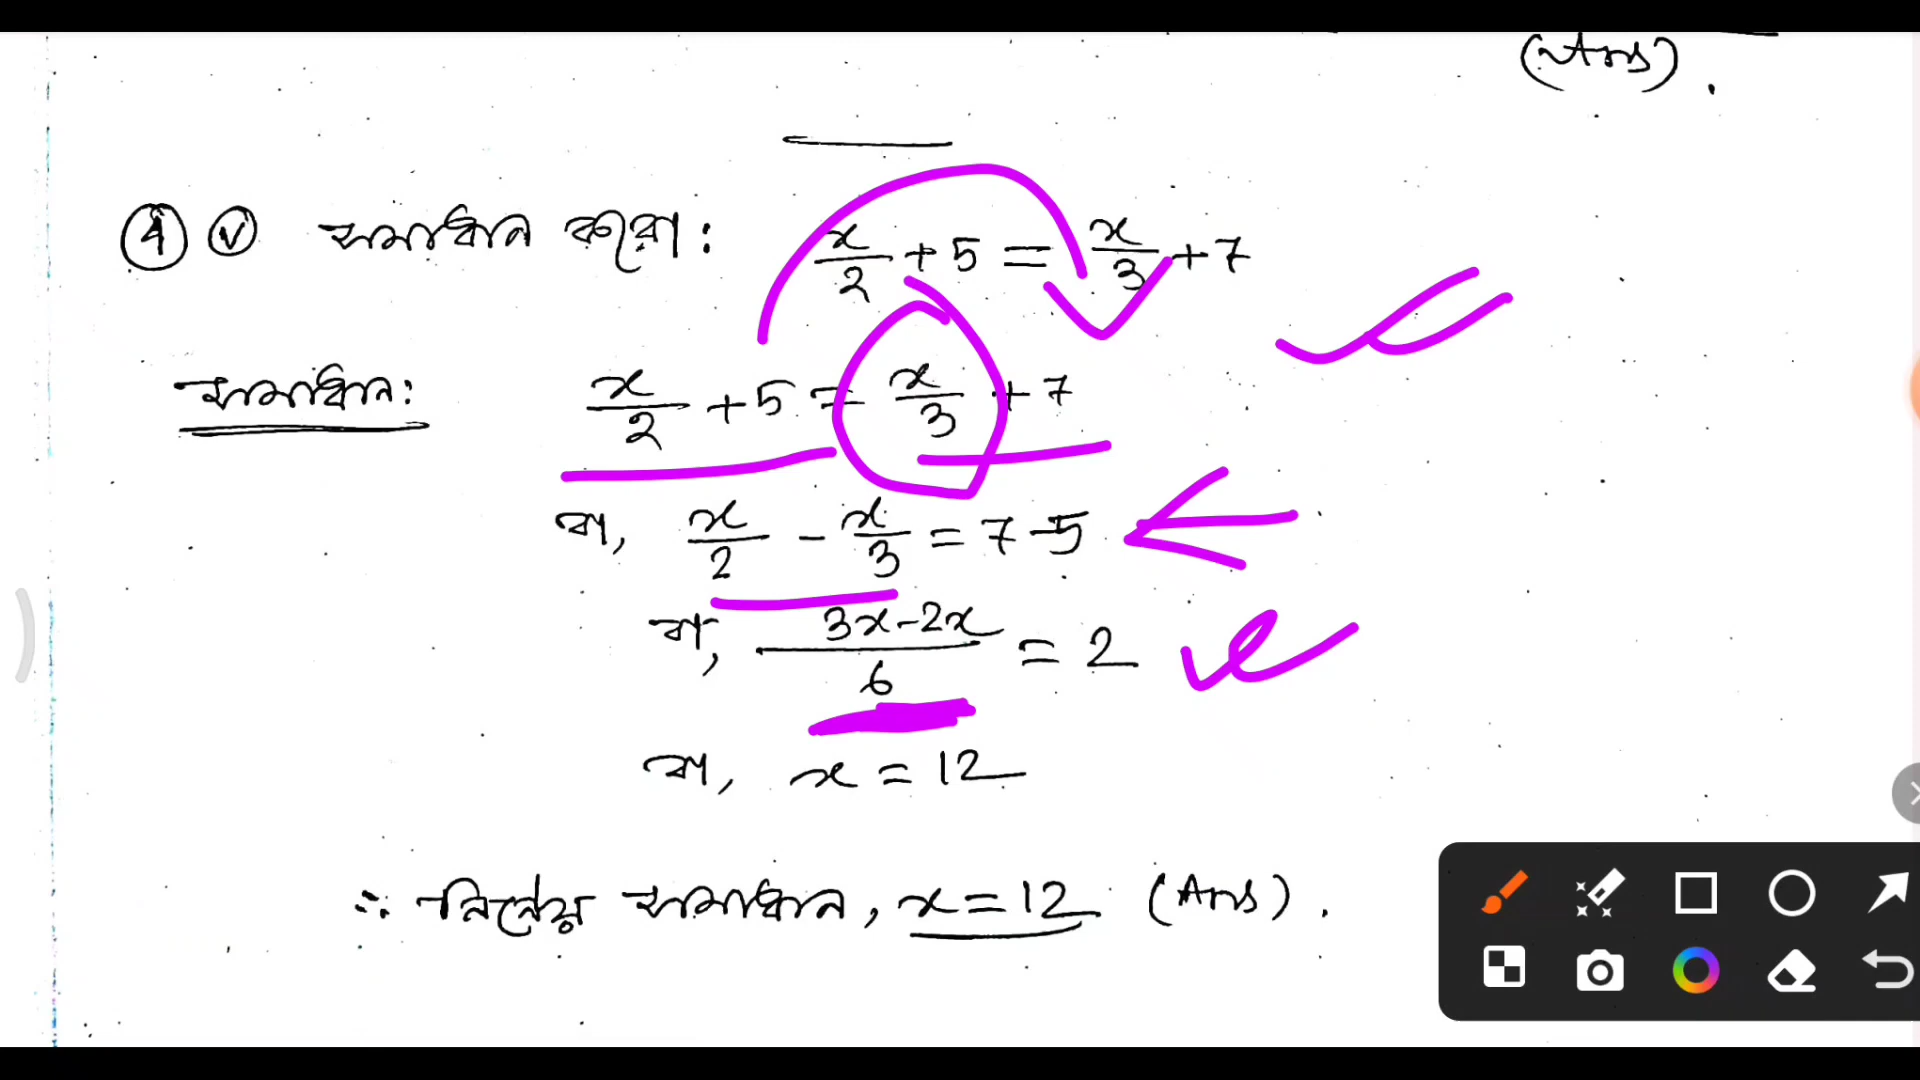 (Ans).
4 v সমাধান করো: x/2 + 5 = x/3 + 7
সমাধান: x/2 + 5 = x/3 + 7
বা, x/2 - x/3 = 7 - 5
বা, 3x-2x/6 = 2
বা, x = 12
∴ নির্ণেয় সমাধান, x = 12 (Ans).